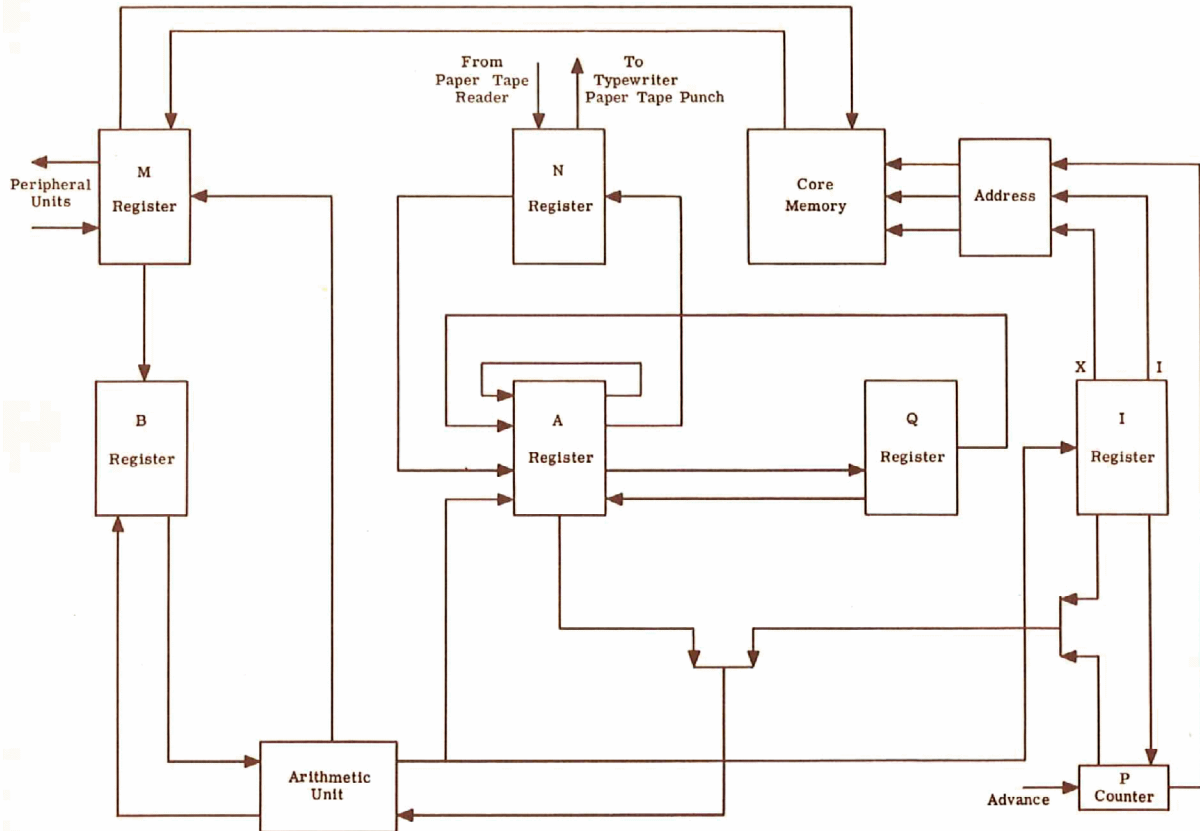 From
Paper Tape
Reader
To
Typewriter
Paper Tape Punch
M
Register
Peripheral
Units
N
Register
Core
Memory
Address
X I
B
Register
A
Register
Q
Register
I
Register
Arithmetic
Unit
Advance
P
Counter